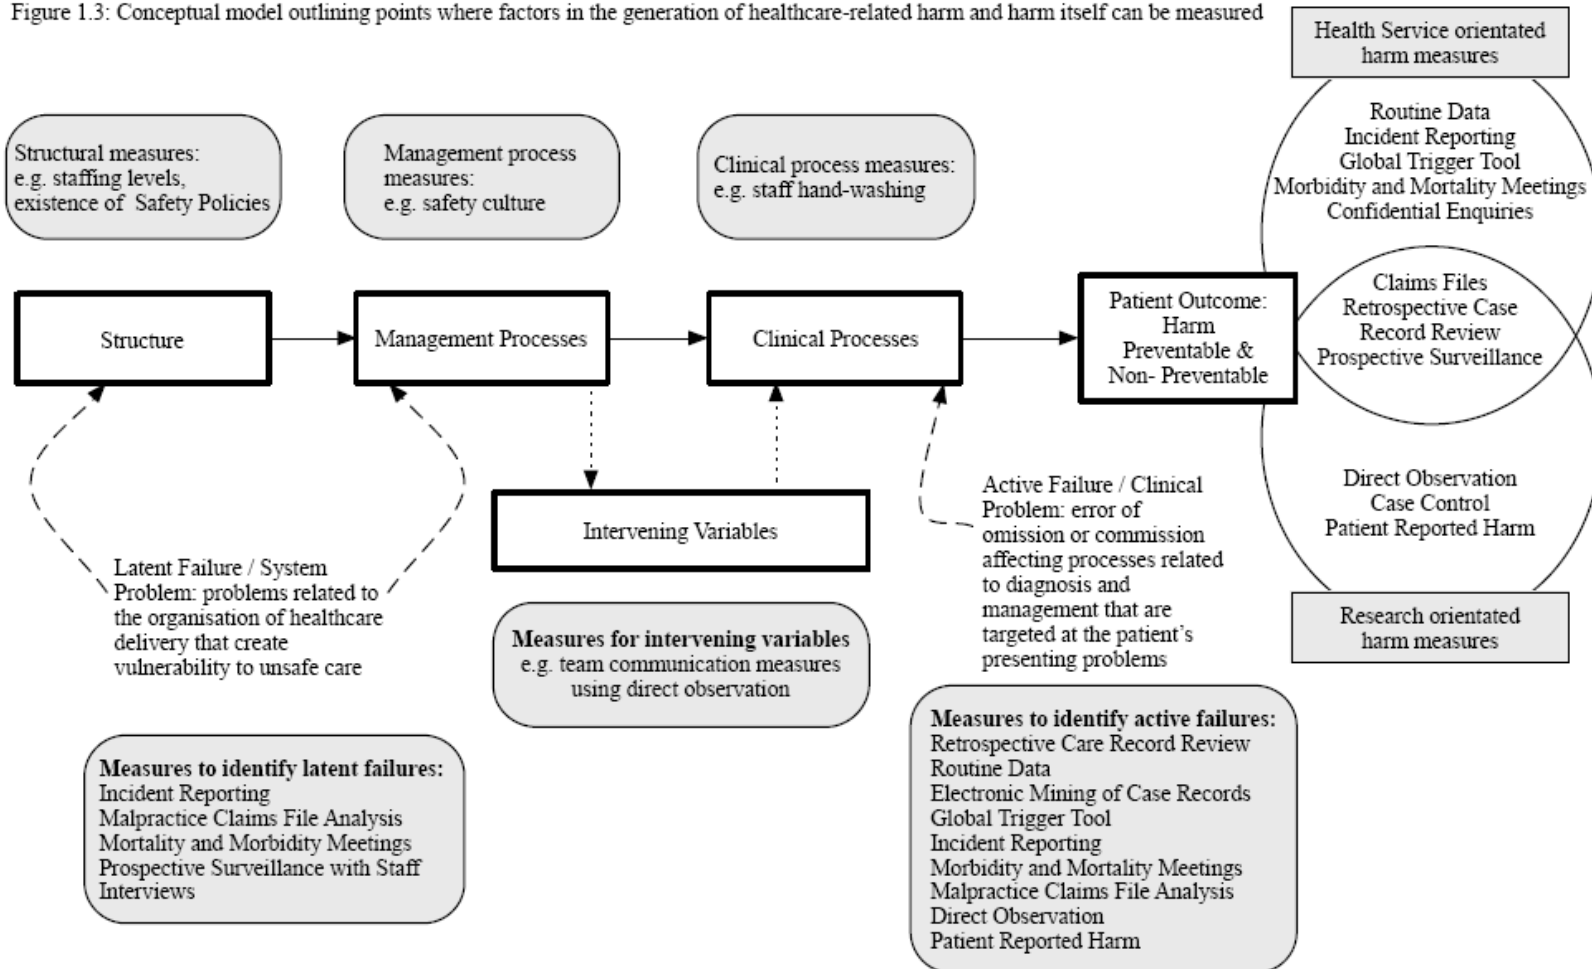 Figure 1.3: Conceptual model outlining points where factors in the generation of healthcare-related harm and harm itself can be measured
Health Service orientated
harm measures
Structural measures:
e.g. staffing levels,
existence of  Safety Policies
Management process
measures:
e.g. safety culture
Clinical process measures:
e.g. staff hand-washing
Routine Data
Incident Reporting
Global Trigger Tool
Morbidity and Mortality Meetings
Confidential Enquiries
Structure
Management Processes
Clinical Processes
Patient Outcome:
Harm
Preventable &
Non- Preventable
Claims Files
Retrospective Case
Record Review
Prospective Surveillance
Intervening Variables
Latent Failure / System
Problem: problems related to
the organisation of healthcare
delivery that create
vulnerability to unsafe care
Active Failure / Clinical
Problem: error of
omission or commission
affecting processes related
to diagnosis and
management that are
targeted at the patient's
presenting problems
Direct Observation
Case Control
Patient Reported Harm
Research orientated
harm measures
Measures for intervening variables
e.g. team communication measures
using direct observation
Measures to identify latent failures:
Incident Reporting
Malpractice Claims File Analysis
Mortality and Morbidity Meetings
Prospective Surveillance with Staff
Interviews
Measures to identify active failures:
Retrospective Care Record Review
Routine Data
Electronic Mining of Case Records
Global Trigger Tool
Incident Reporting
Morbidity and Mortality Meetings
Malpractice Claims File Analysis
Direct Observation
Patient Reported Harm